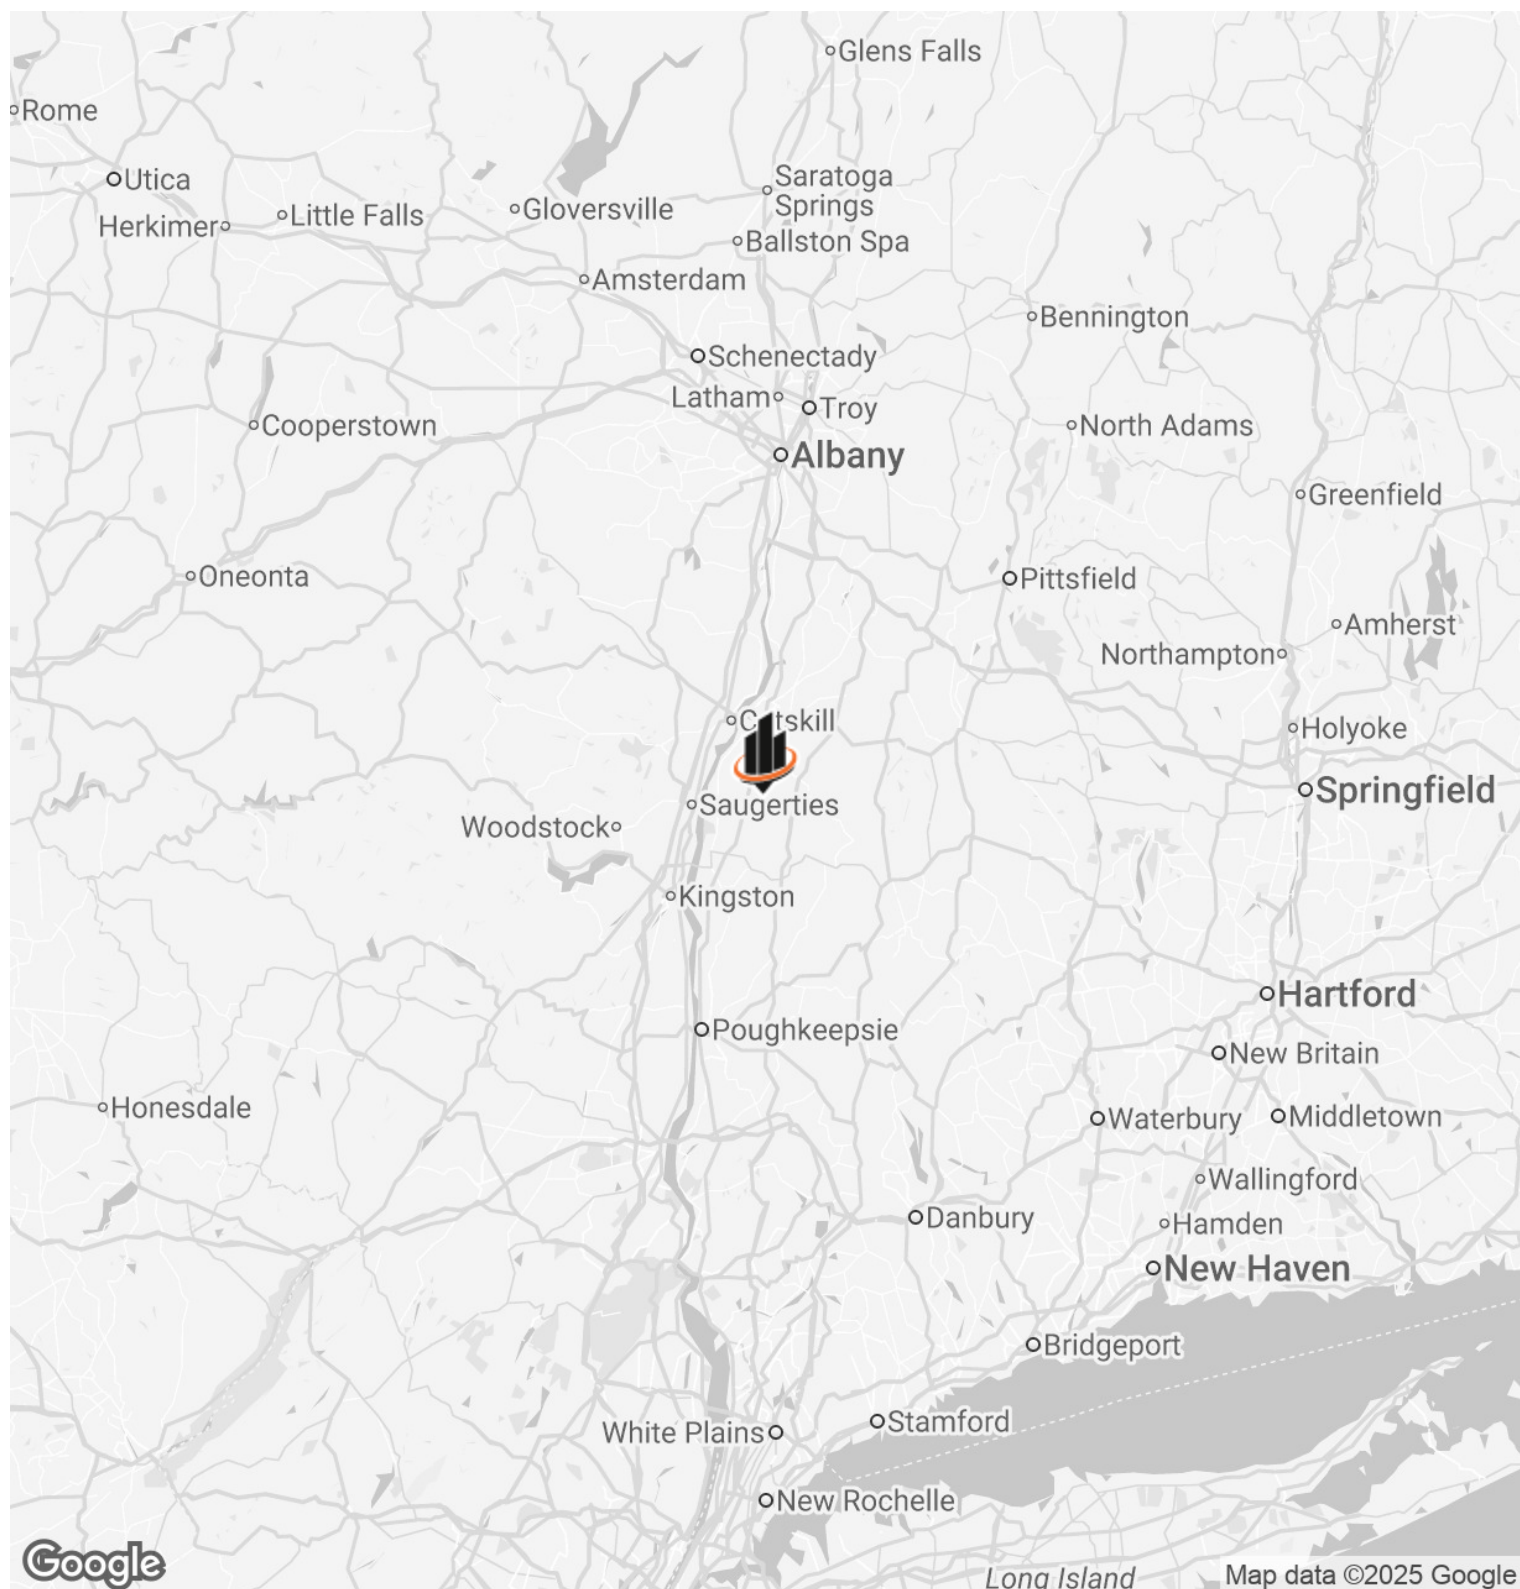 Glens Falls
Rome
Utica
Saratoga
Springs
Little Falls
Gloversville
Herkimer
Ballston Spa
Amsterdam
Bennington
Schenectady
Latham
Troy
Cooperstown
North Adams
Albany
Greenfield
Oneonta
Pittsfield
Amherst
Northampton
Catskill
Holyoke
Springfield
Saugerties
Woodstock
Kingston
Hartford
Poughkeepsie
New Britain
Honesdale
Waterbury
Middletown
Wallingford
Danbury
Hamden
New Haven
Bridgeport
Stamford
White Plains
New Rochelle
Google
Long Island
Map data ©2025 Google